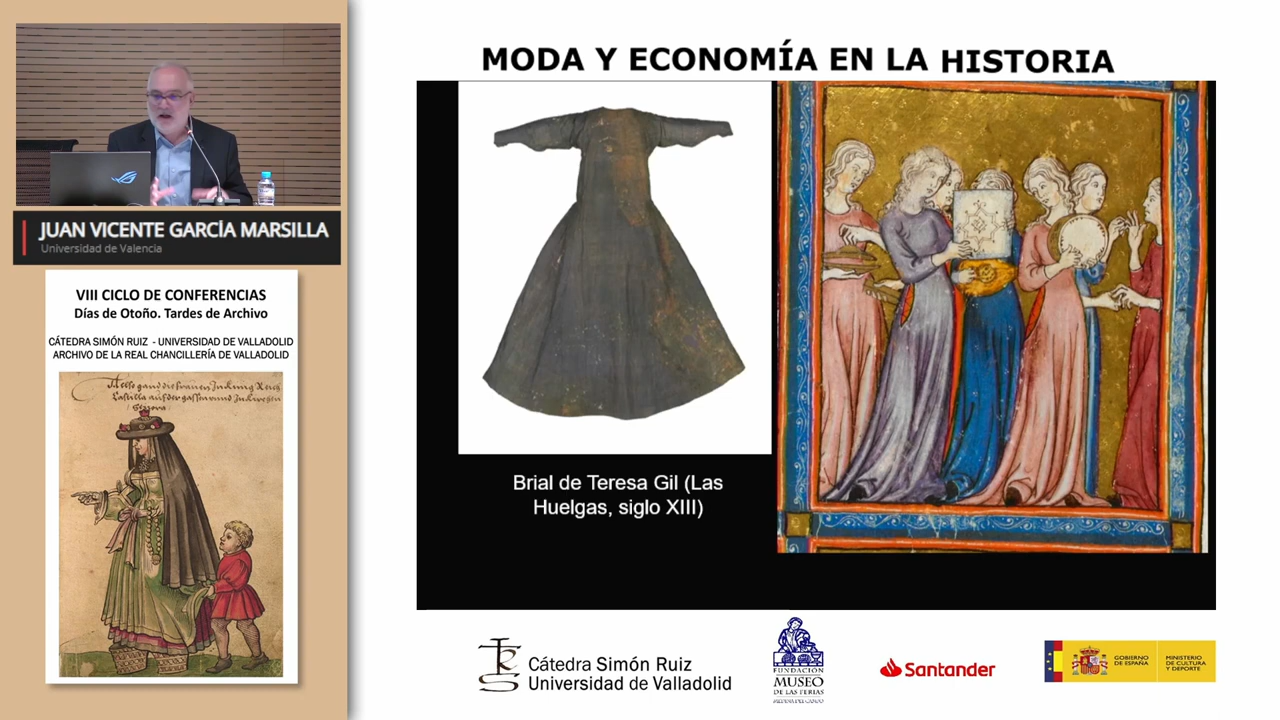 MODA Y ECONOMÍA EN LA HISTORIA
JUAN VICENTE GARCÍA MARSILLA
Universidad de Valencia
VIII CICLO DE CONFERENCIAS
Días de Otoño. Tardes de Archivo
CÁTEDRA SIMÓN RUIZ - UNIVERSIDAD DE VALLADOLID
ARCHIVO DE LA REAL CHANCILLERÍA DE VALLADOLID
Brial de Teresa Gil (Las
Huelgas, siglo XIII)
Cátedra Simón Ruiz
Universidad de Valladolid
FUNDACIÓN
MUSEO
DE LAS FERIAS
MEDINA DEL CAMPO
Santander
GOBIERNO
DE ESPAÑA
MINISTERIO
DE CULTURA
Y DEPORTE